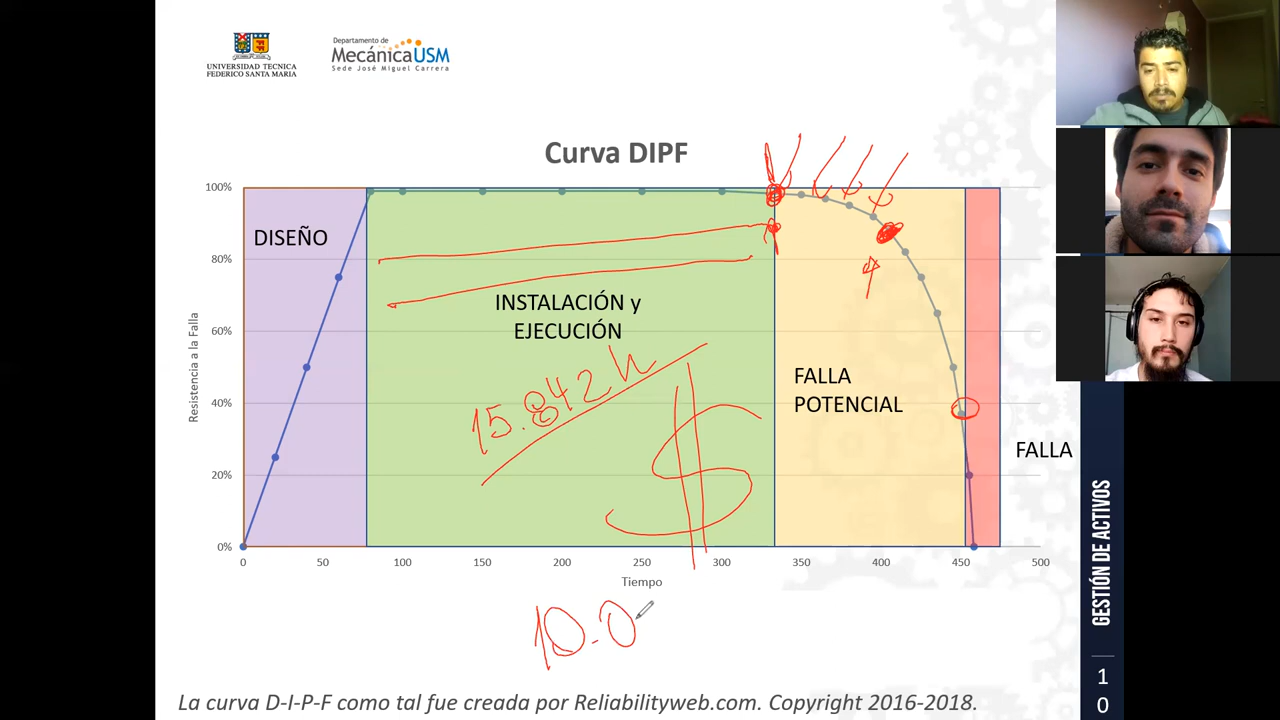 UNIVERSIDAD TECNICA
FEDERICO SANTA MARIA
Departamento de
MecánicaUSM
Sede José Miguel Carrera
Curva DIPF
100%
80%
60%
40%
20%
0%
Resistencia a la Falla
DISEÑO
INSTALACIÓN y
EJECUCIÓN
15.842 h
$
FALLA
POTENCIAL
FALLA
0 50 100 150 200 250 300 350 400 450 500
Tiempo
10.0
La curva D-I-P-F como tal fue creada por Reliabilityweb.com. Copyright 2016-2018.
GESTIÓN DE ACTIVOS
1
0